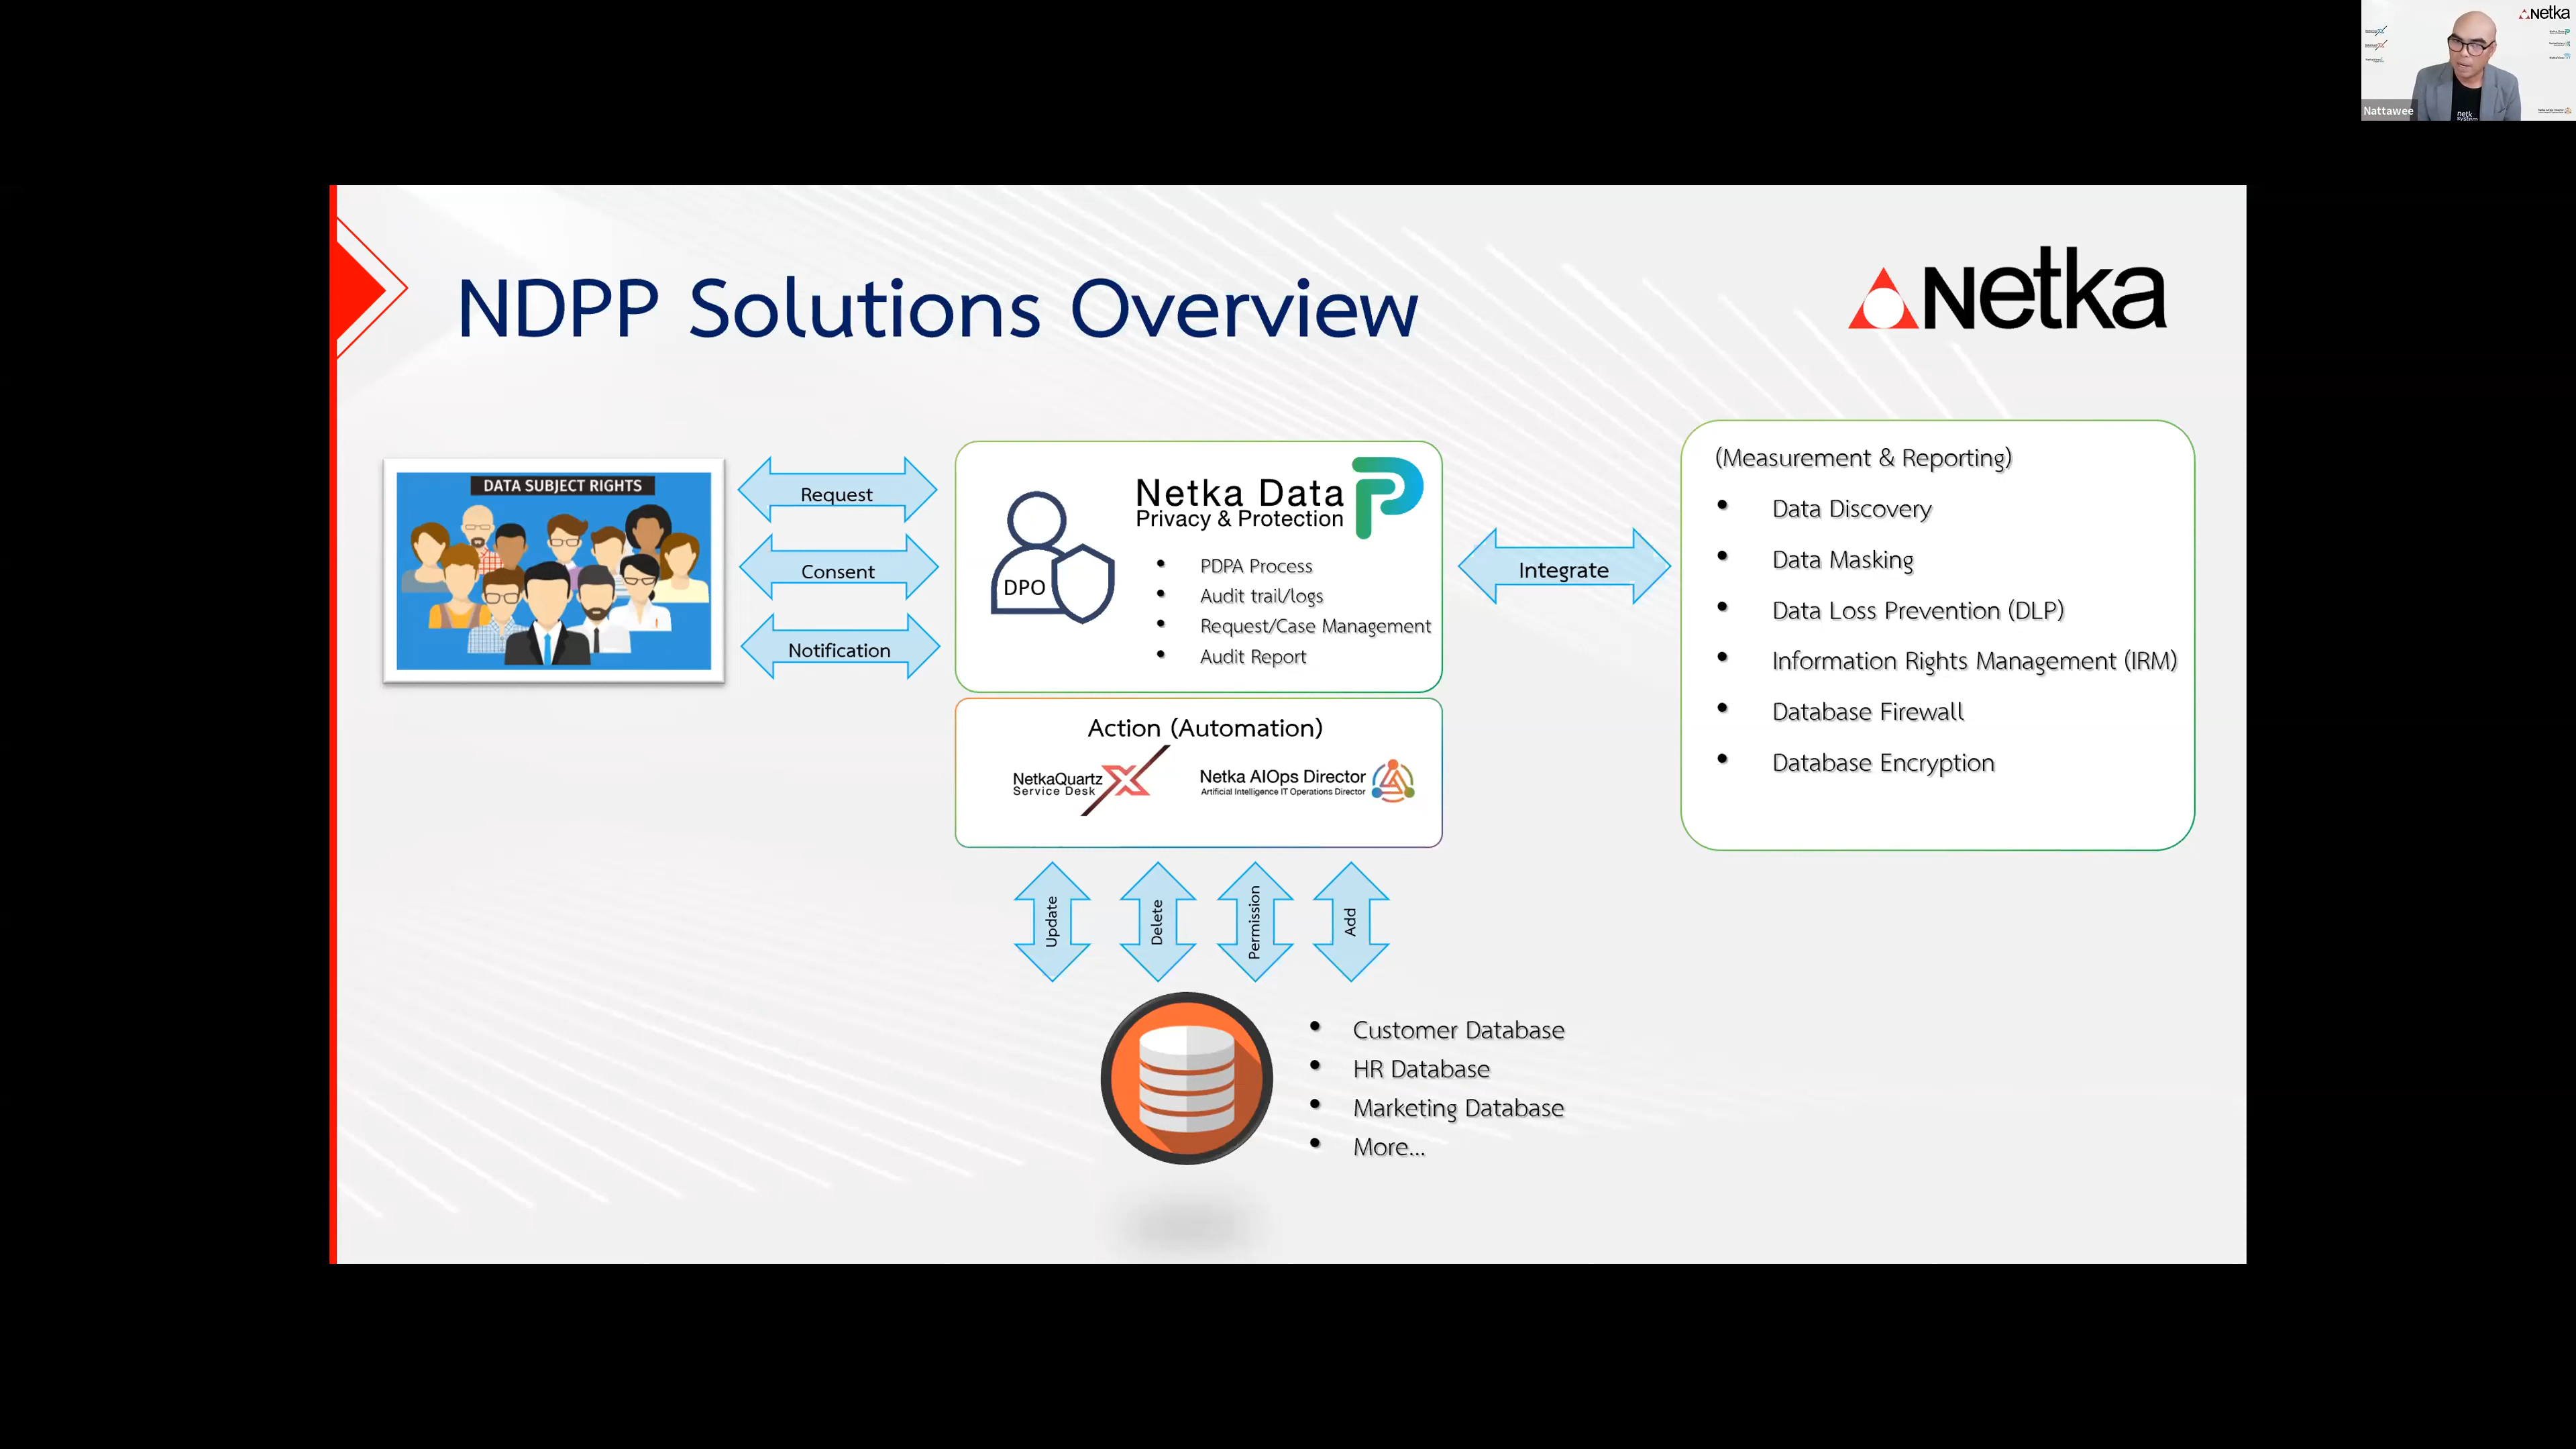 Netka
Nattawee
NDPP Solutions Overview
Netka
DATA SUBJECT RIGHTS
Request
Consent
Notification
DPO
Netka Data
Privacy & Protection
• PDPA Process
• Audit trail/logs
• Request/Case Management
• Audit Report
Integrate
(Measurement & Reporting)
• Data Discovery
• Data Masking
• Data Loss Prevention (DLP)
• Information Rights Management (IRM)
• Database Firewall
• Database Encryption
Action (Automation)
NetkaQuartz
Service Desk
Netka AIOps Director
Artificial Intelligence IT Operations Director
Update
Delete
Permission
Add
• Customer Database
• HR Database
• Marketing Database
• More...